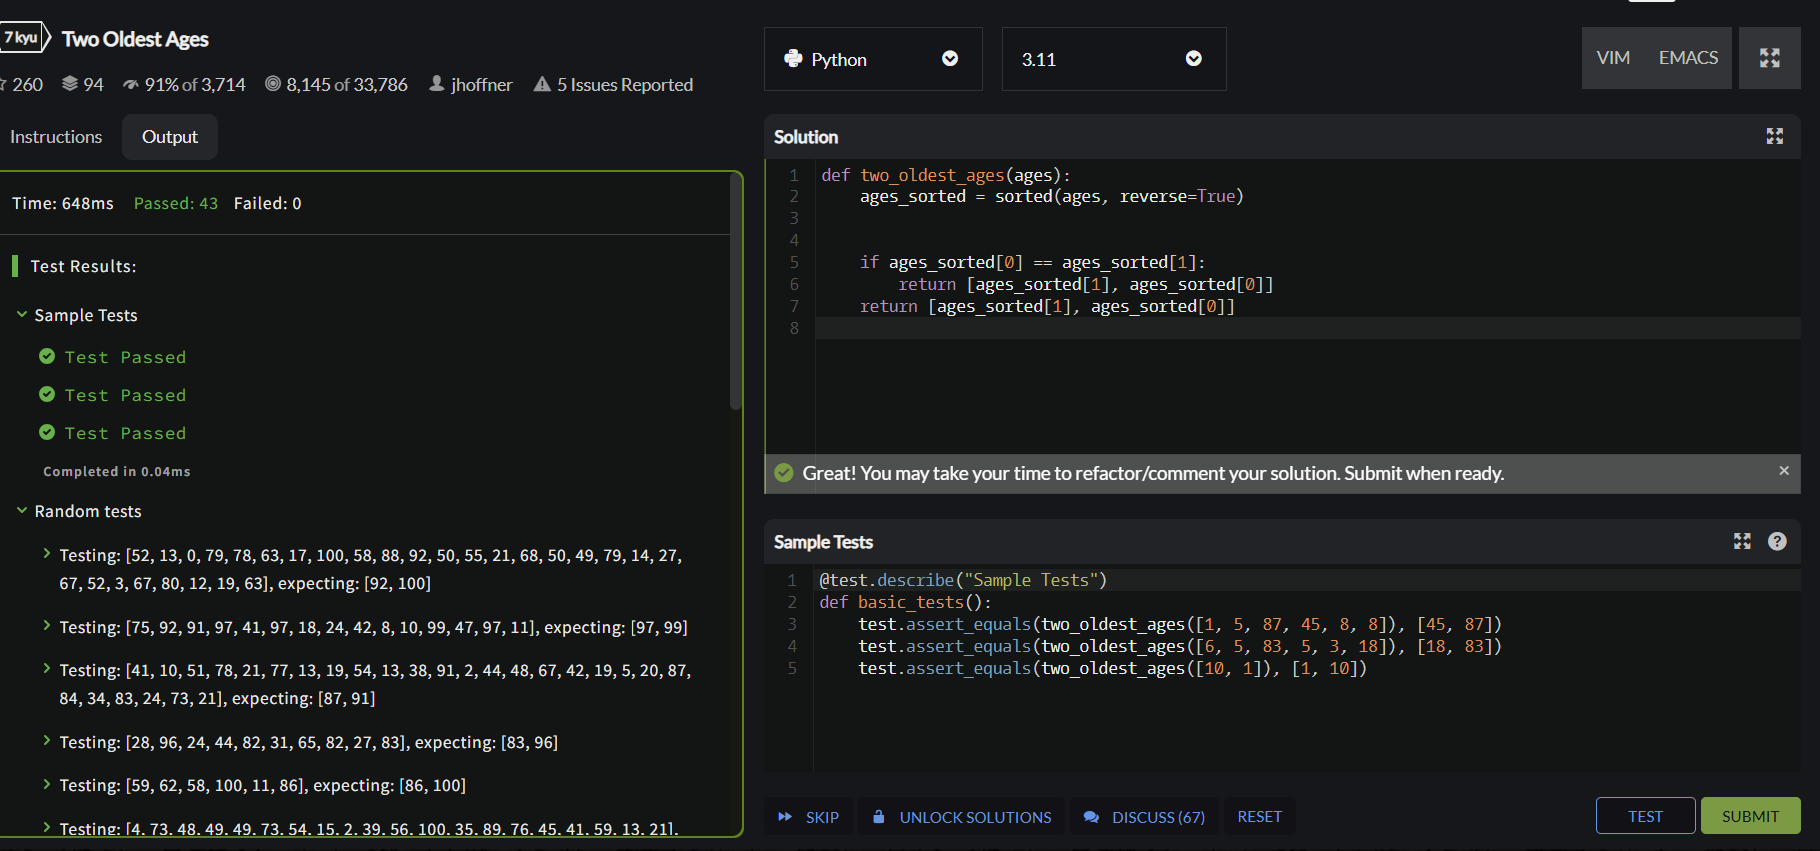 7 kyu Two Oldest Ages
260 94 91% of 3,714 8,145 of 33,786 jhoffner 5 Issues Reported
Instructions Output
Time: 648ms Passed: 43 Failed: 0
Test Results:
Sample Tests
Test Passed
Test Passed
Test Passed
Completed in 0.04ms
Random tests
Testing: [52, 13, 0, 79, 78, 63, 17, 100, 58, 88, 92, 50, 55, 21, 68, 50, 49, 79, 14, 27,
67, 52, 3, 67, 80, 12, 19, 63], expecting: [92, 100]
Testing: [75, 92, 91, 97, 41, 97, 18, 24, 42, 8, 10, 99, 47, 97, 11], expecting: [97, 99]
Testing: [41, 10, 51, 78, 21, 77, 13, 19, 54, 13, 38, 91, 2, 44, 48, 67, 42, 19, 5, 20, 87,
84, 34, 83, 24, 73, 21], expecting: [87, 91]
Testing: [28, 96, 24, 44, 82, 31, 65, 82, 27, 83], expecting: [83, 96]
Testing: [59, 62, 58, 100, 11, 86], expecting: [86, 100]
Testing: [4, 73, 48, 49, 49, 73, 54, 15, 2, 39, 56, 100, 35, 89, 76, 45, 41, 59, 13, 21],
Python 3.11 VIM EMACS
Solution
1 def two_oldest_ages(ages):
2 ages_sorted = sorted(ages, reverse=True)
3
4
5 if ages_sorted[0] == ages_sorted[1]:
6 return [ages_sorted[1], ages_sorted[0]]
7 return [ages_sorted[1], ages_sorted[0]]
8
Great! You may take your time to refactor/comment your solution. Submit when ready.
Sample Tests
1 @test.describe("Sample Tests")
2 def basic_tests():
3 test.assert_equals(two_oldest_ages([1, 5, 87, 45, 8, 8]), [45, 87])
4 test.assert_equals(two_oldest_ages([6, 5, 83, 5, 3, 18]), [18, 83])
5 test.assert_equals(two_oldest_ages([10, 1]), [1, 10])
SKIP UNLOCK SOLUTIONS DISCUSS (67) RESET TEST SUBMIT